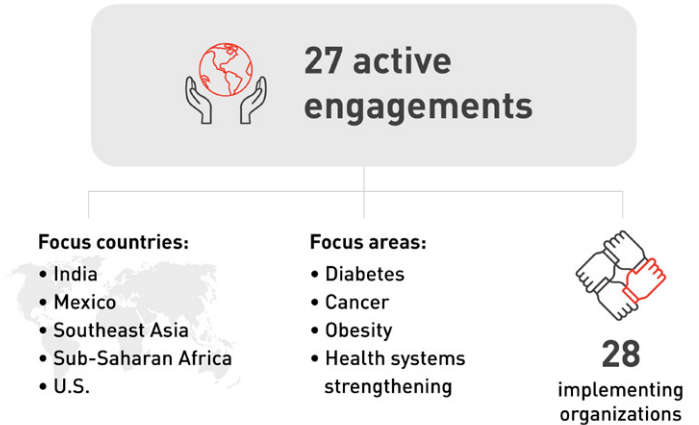 27 active
engagements
Focus countries:
• India
• Mexico
• Southeast Asia
• Sub-Saharan Africa
• U.S.
Focus areas:
• Diabetes
• Cancer
• Obesity
• Health systems
strengthening
28
implementing
organizations